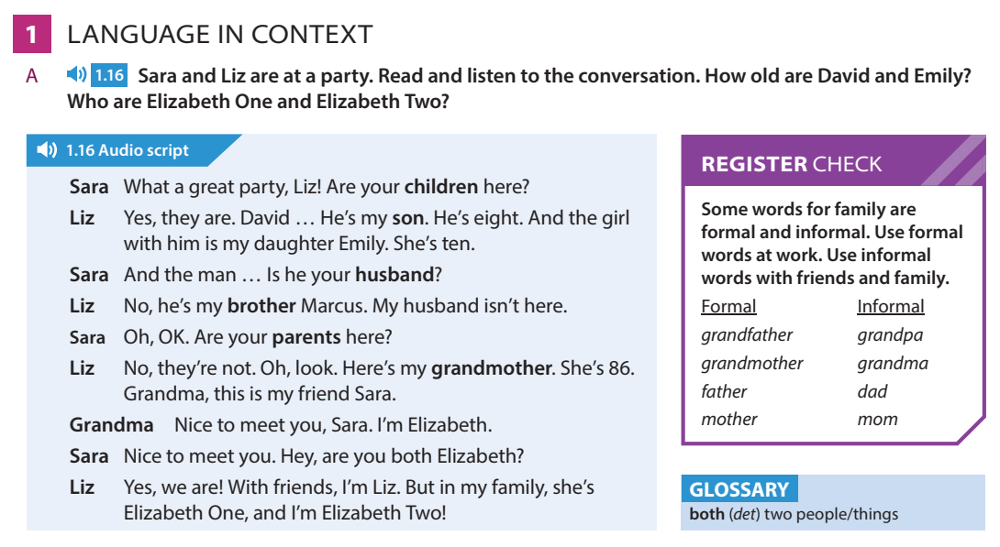 1 LANGUAGE IN CONTEXT
A 1.16 Sara and Liz are at a party. Read and listen to the conversation. How old are David and Emily?
Who are Elizabeth One and Elizabeth Two?
1.16 Audio script
Sara What a great party, Liz! Are your children here?
Liz Yes, they are. David … He’s my son. He’s eight. And the girl
with him is my daughter Emily. She’s ten.
Sara And the man … Is he your husband?
Liz No, he’s my brother Marcus. My husband isn’t here.
Sara Oh, OK. Are your parents here?
Liz No, they’re not. Oh, look. Here’s my grandmother. She’s 86.
Grandma, this is my friend Sara.
Grandma Nice to meet you, Sara. I’m Elizabeth.
Sara Nice to meet you. Hey, are you both Elizabeth?
Liz Yes, we are! With friends, I’m Liz. But in my family, she’s
Elizabeth One, and I’m Elizabeth Two!
REGISTER CHECK
Some words for family are
formal and informal. Use formal
words at work. Use informal
words with friends and family.
Formal Informal
grandfather grandpa
grandmother grandma
father dad
mother mom
GLOSSARY
both (det) two people/things